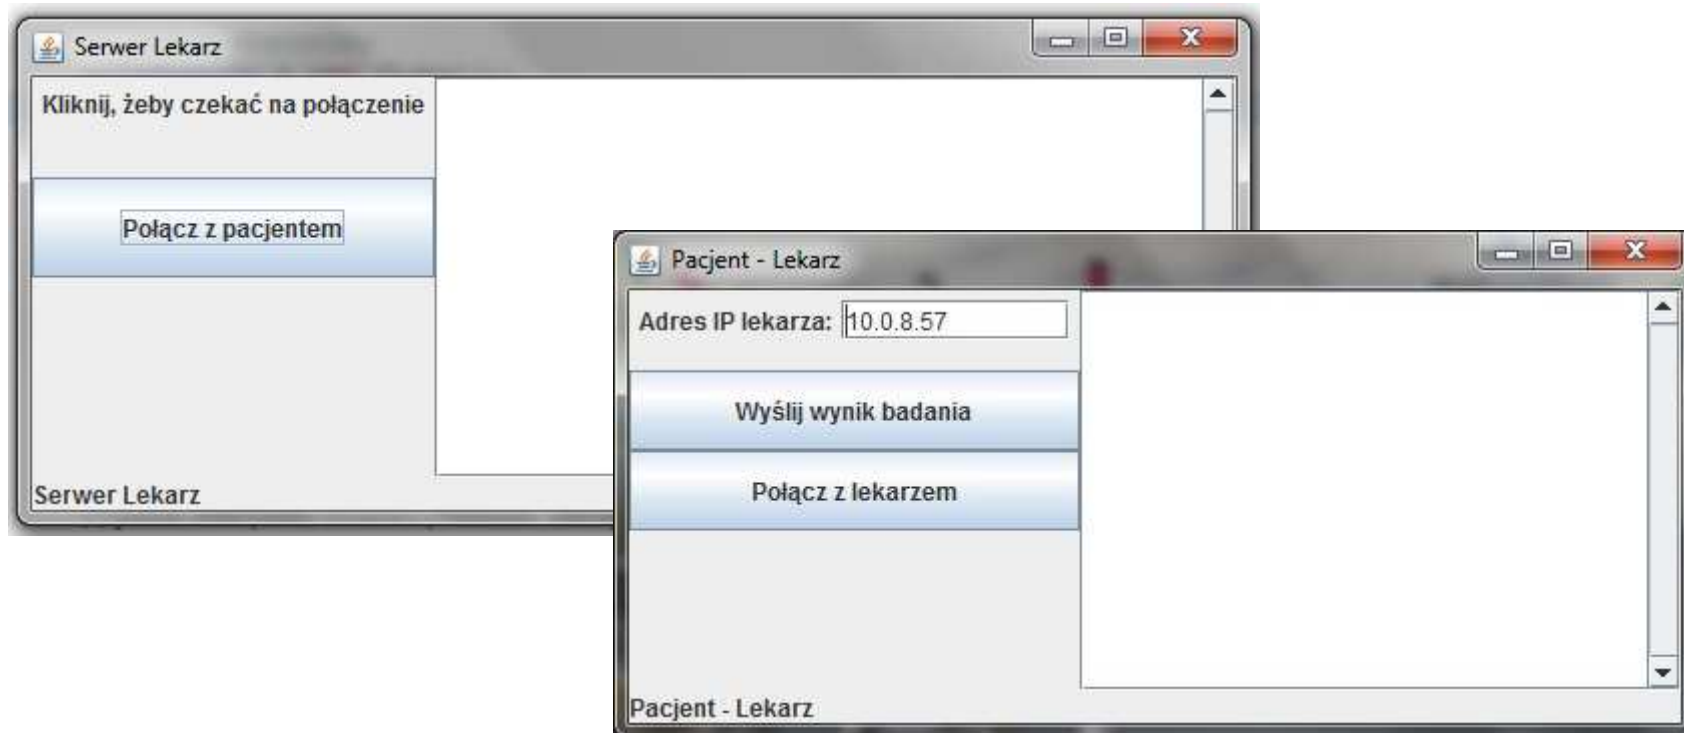 Serwer Lekarz
Kliknij, żeby czekać na połączenie
Połącz z pacjentem
Serwer Lekarz
Pacjent - Lekarz
Adres IP lekarza: 10.0.8.57
Wyślij wynik badania
Połącz z lekarzem
Pacjent - Lekarz